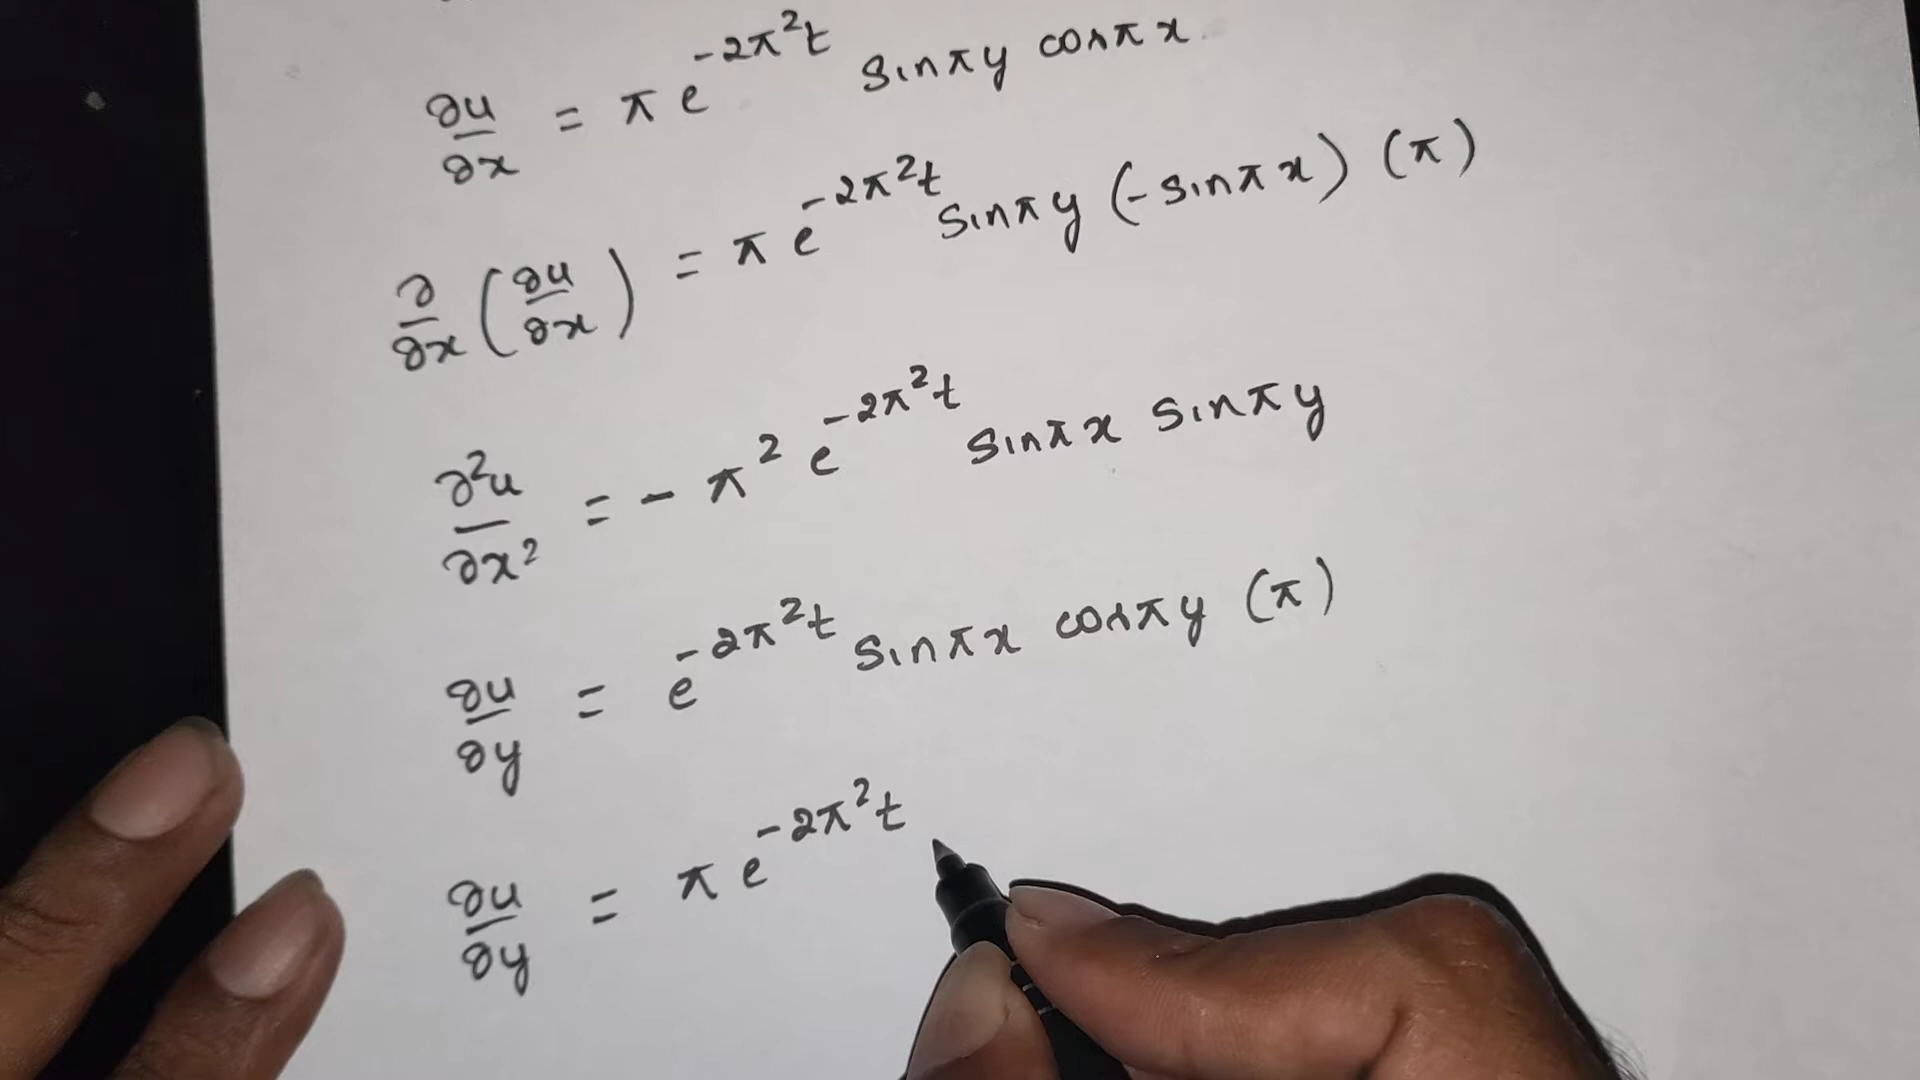 ∂u/∂x = π e^{-2π²t} sinπy cosπx
∂/∂x (∂u/∂x) = π e^{-2π²t} sinπy (-sinπx) (π)
∂²u/∂x² = - π² e^{-2π²t} sinπx sinπy
∂u/∂y = e^{-2π²t} sinπx cosπy (π)
∂u/∂y = π e^{-2π²t}